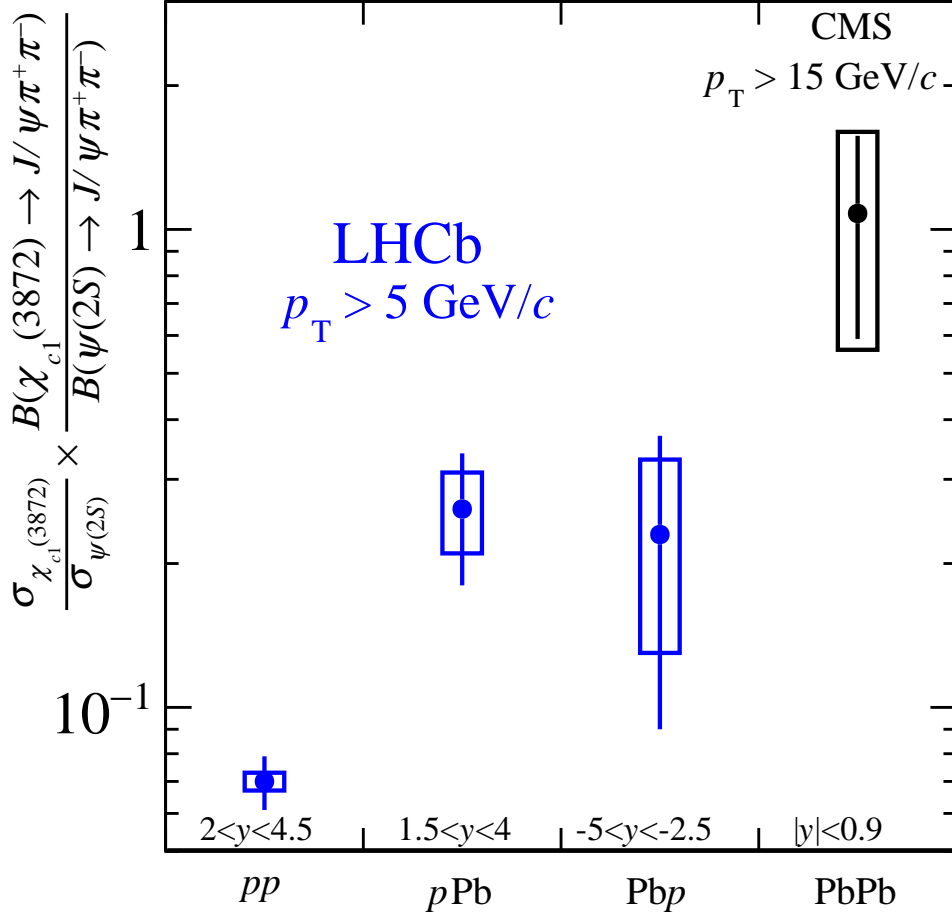 CMS
p_T > 15 GeV/c
LHCb
p_T > 5 GeV/c
σ_χ_c1(3872) / σ_ψ(2S) × B(χ_c1(3872) → J/ψπ⁺π⁻) / B(ψ(2S) → J/ψπ⁺π⁻)
1
10⁻¹
2<y<4.5
1.5<y<4
-5<y<-2.5
|y|<0.9
pp
pPb
Pbp
PbPb